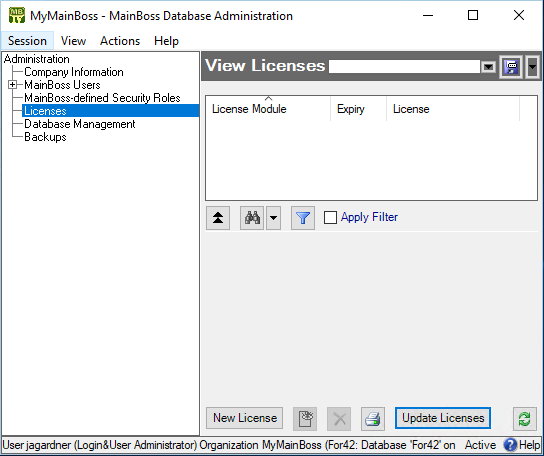 MB
MyMainBoss - MainBoss Database Administration
Session View Actions Help
Administration
Company Information
MainBoss Users
MainBoss-defined Security Roles
Licenses
Database Management
Backups
View Licenses
License Module Expiry License
Apply Filter
New License Update Licenses
User jagardner (Login&User Administrator) Organization MyMainBoss (For42: Database 'For42' on Active Help